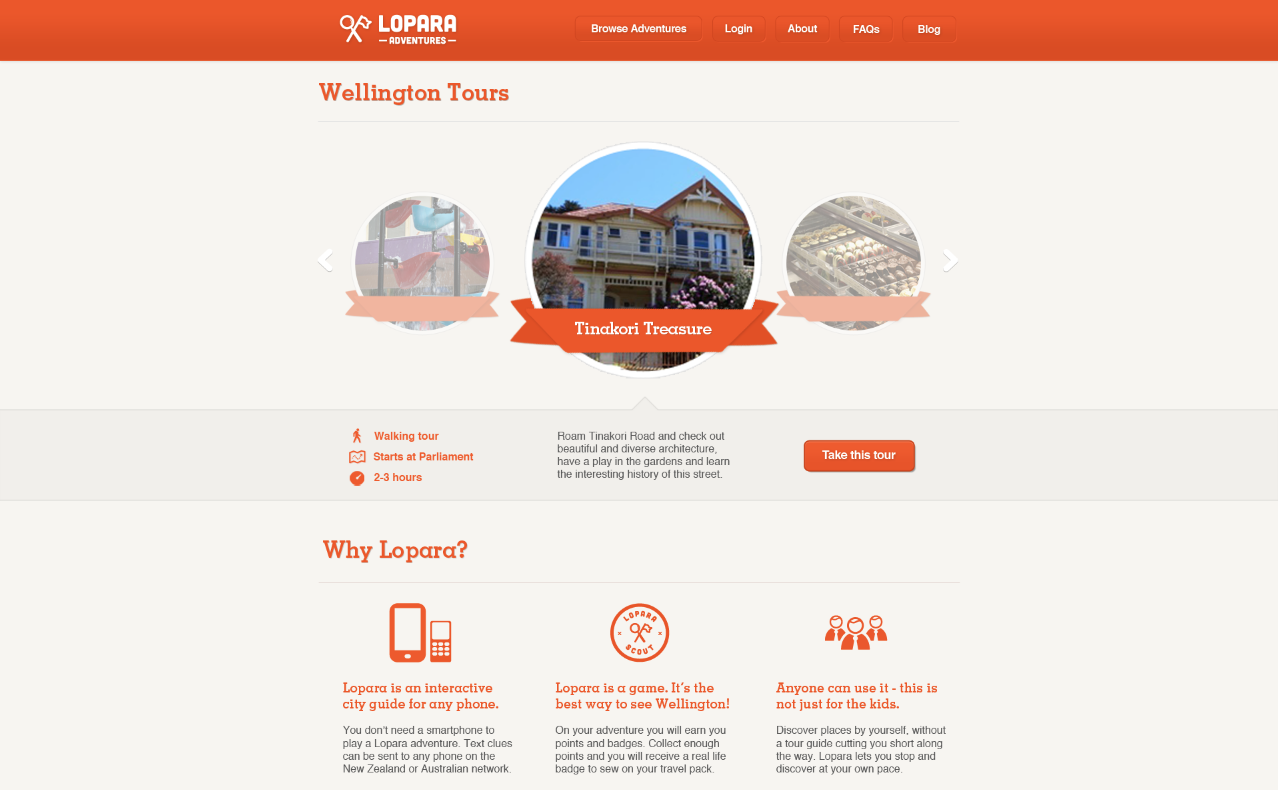 LOPARA
ADVENTURES
Browse Adventures
Login
About
FAQs
Blog
Wellington Tours
Tinakori Treasure
Walking tour
Starts at Parliament
2-3 hours
Roam Tinakori Road and check out
beautiful and diverse architecture,
have a play in the gardens and learn
the interesting history of this street.
Take this tour
Why Lopara?
LOPARA
SCOUT
Lopara is an interactive
city guide for any phone.
You don't need a smartphone to
play a Lopara adventure. Text clues
can be sent to any phone on the
New Zealand or Australian network.
Lopara is a game. It's the
best way to see Wellington!
On your adventure you will earn you
points and badges. Collect enough
points and you will receive a real life
badge to sew on your travel pack.
Anyone can use it - this is
not just for the kids.
Discover places by yourself, without
a tour guide cutting you short along
the way. Lopara lets you stop and
discover at your own pace.